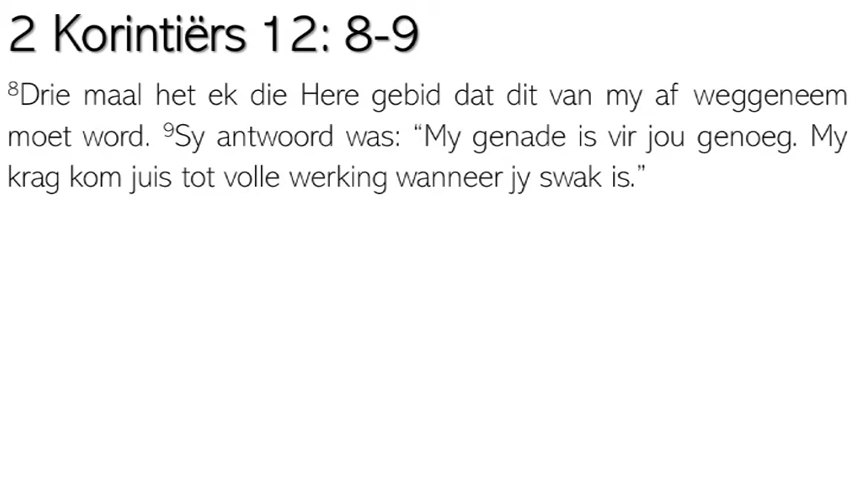 2 Korintiërs 12: 8-9
⁸Drie maal het ek die Here gebid dat dit van my af weggeneem
moet word. ⁹Sy antwoord was: “My genade is vir jou genoeg. My
krag kom juis tot volle werking wanneer jy swak is.”